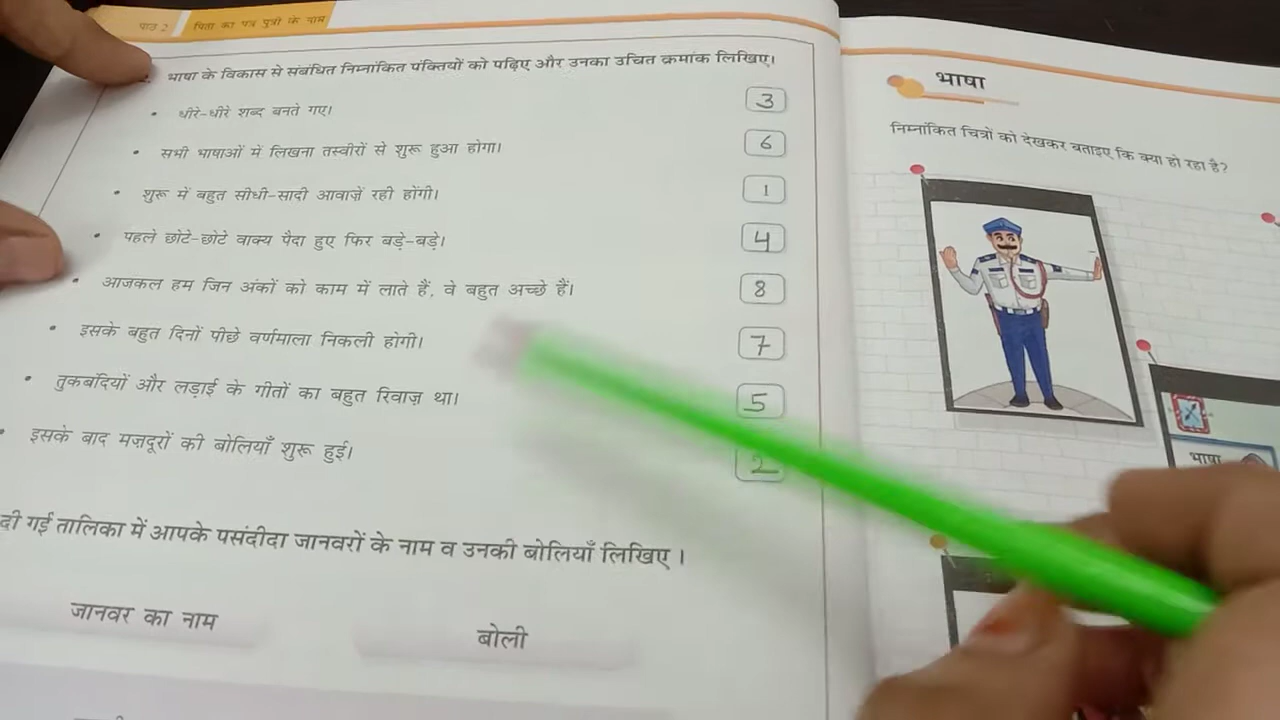 पाठ 2 पिता का पत्र पुत्री के नाम
भाषा के विकास से संबंधित निम्नांकित पंक्तियों को पढ़िए और उनका उचित क्रमांक लिखिए।
• धीरे-धीरे शब्द बनते गए। 3
• सभी भाषाओं में लिखना तस्वीरों से शुरू हुआ होगा। 6
• शुरू में बहुत सीधी-सादी आवाज़ें रही होंगी। 1
• पहले छोटे-छोटे वाक्य पैदा हुए फिर बड़े-बड़े। 4
• आजकल हम जिन अंकों को काम में लाते हैं, वे बहुत अच्छे हैं। 8
• इसके बहुत दिनों पीछे वर्णमाला निकली होगी। 7
• तुकबंदियों और लड़ाई के गीतों का बहुत रिवाज़ था। 5
• इसके बाद मज़दूरों की बोलियाँ शुरू हुई। 2
दी गई तालिका में आपके पसंदीदा जानवरों के नाम व उनकी बोलियाँ लिखिए।
जानवर का नाम बोली
भाषा
निम्नांकित चित्रों को देखकर बताइए कि क्या हो रहा है?
भाषा